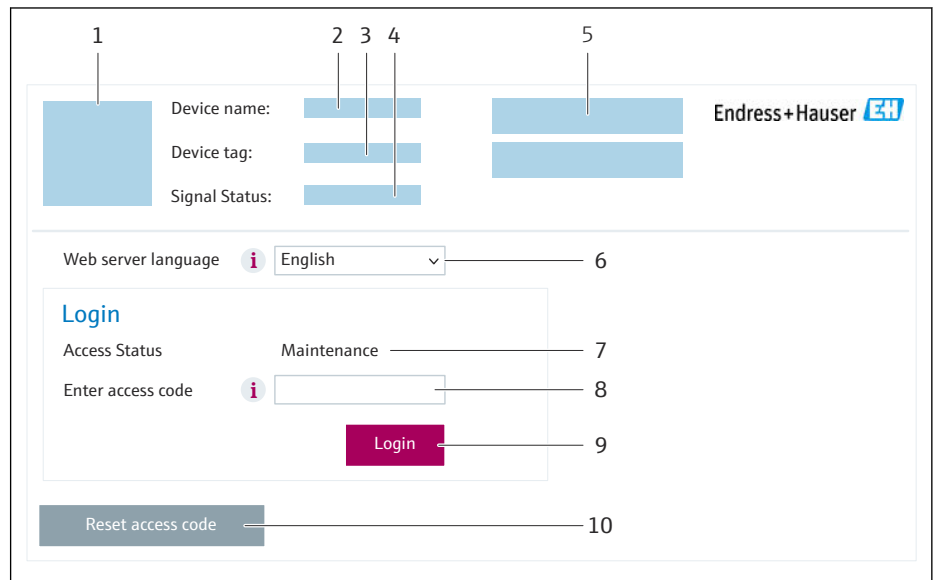 1 2 3 4 5
Device name:
Endress+Hauser EH
Device tag:
Signal Status:
Web server language i English 6
Login
Access Status Maintenance 7
Enter access code i 8
Login 9
Reset access code 10